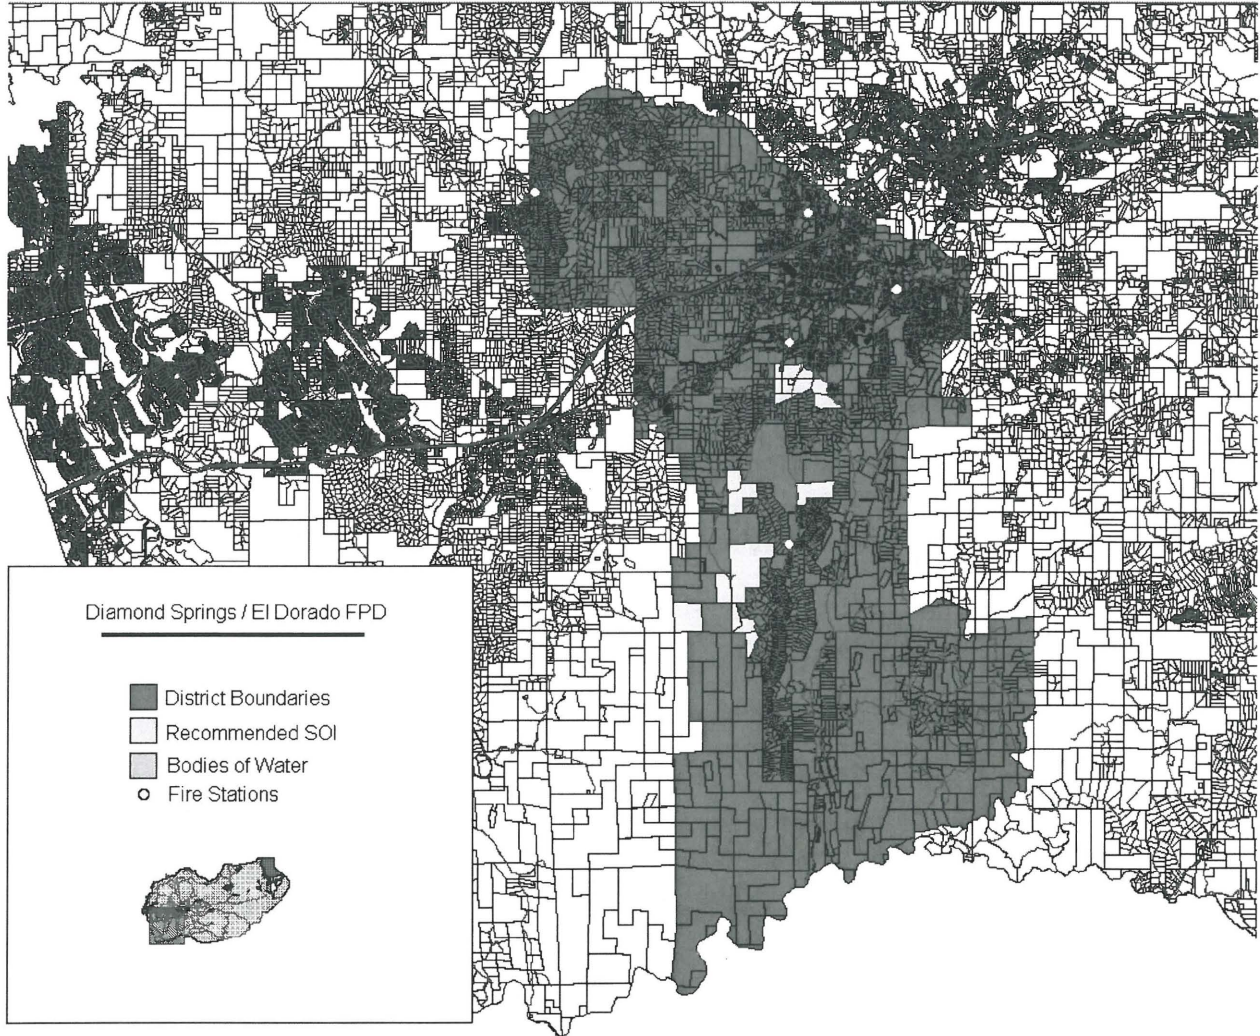 Diamond Springs / El Dorado FPD
District Boundaries
Recommended SOI
Bodies of Water
Fire Stations